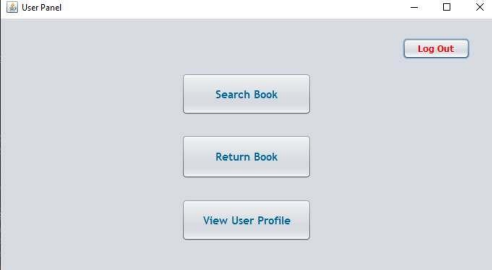 User Panel
Log Out
Search Book
Return Book
View User Profile